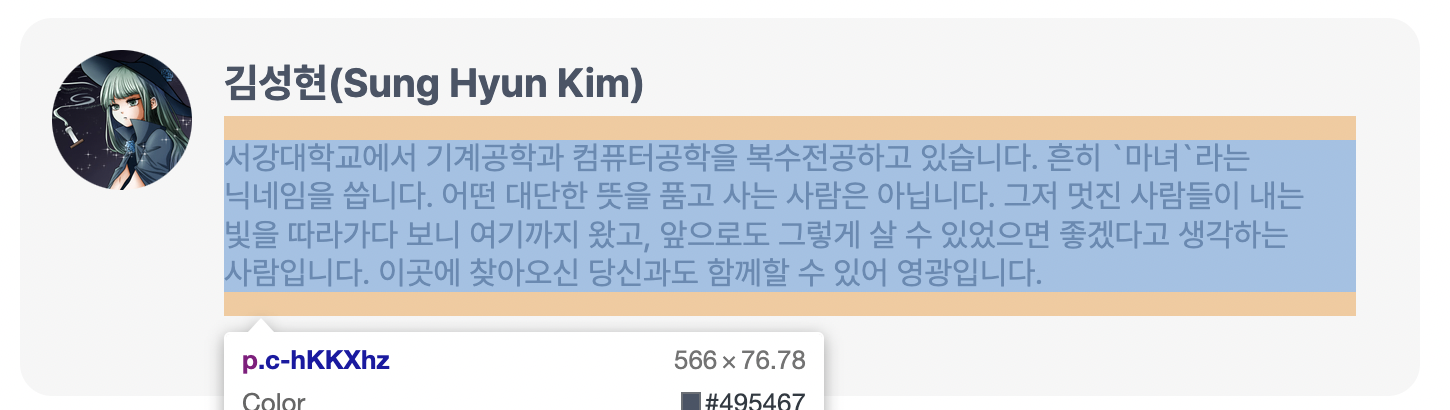 김성현(Sung Hyun Kim)
서강대학교에서 기계공학과 컴퓨터공학을 복수전공하고 있습니다. 흔히 `마녀`라는
닉네임을 씁니다. 어떤 대단한 뜻을 품고 사는 사람은 아닙니다. 그저 멋진 사람들이 내는
빛을 따라가다 보니 여기까지 왔고, 앞으로도 그렇게 살 수 있었으면 좋겠다고 생각하는
사람입니다. 이곳에 찾아오신 당신과도 함께할 수 있어 영광입니다.
p.c-hKKXhz 566 × 76.78
Color #495467